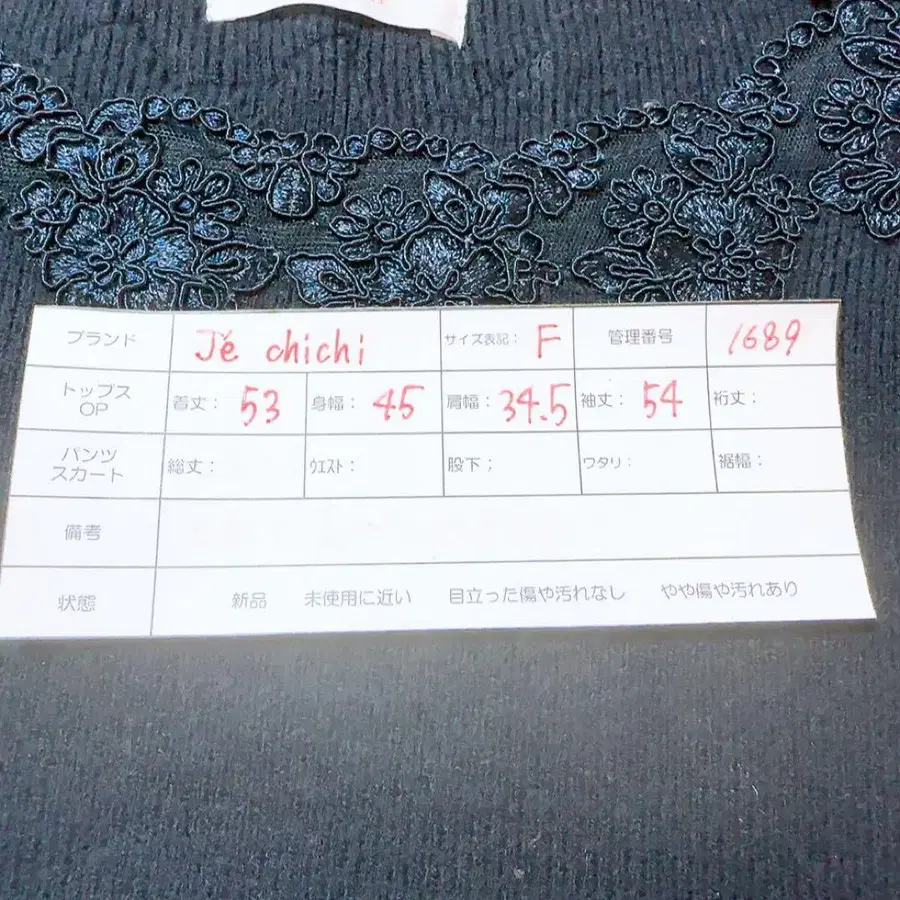 ブランド Jě chichi サイズ表記： F 管理番号 1689
トップス
OP 着丈： 53 身幅： 45 肩幅： 34.5 袖丈： 54 裄丈：
パンツ
スカート 総丈： ウエスト： 股下； ワタリ： 裾幅：
備考
状態 新品 未使用に近い 目立った傷や汚れなし やや傷や汚れあり